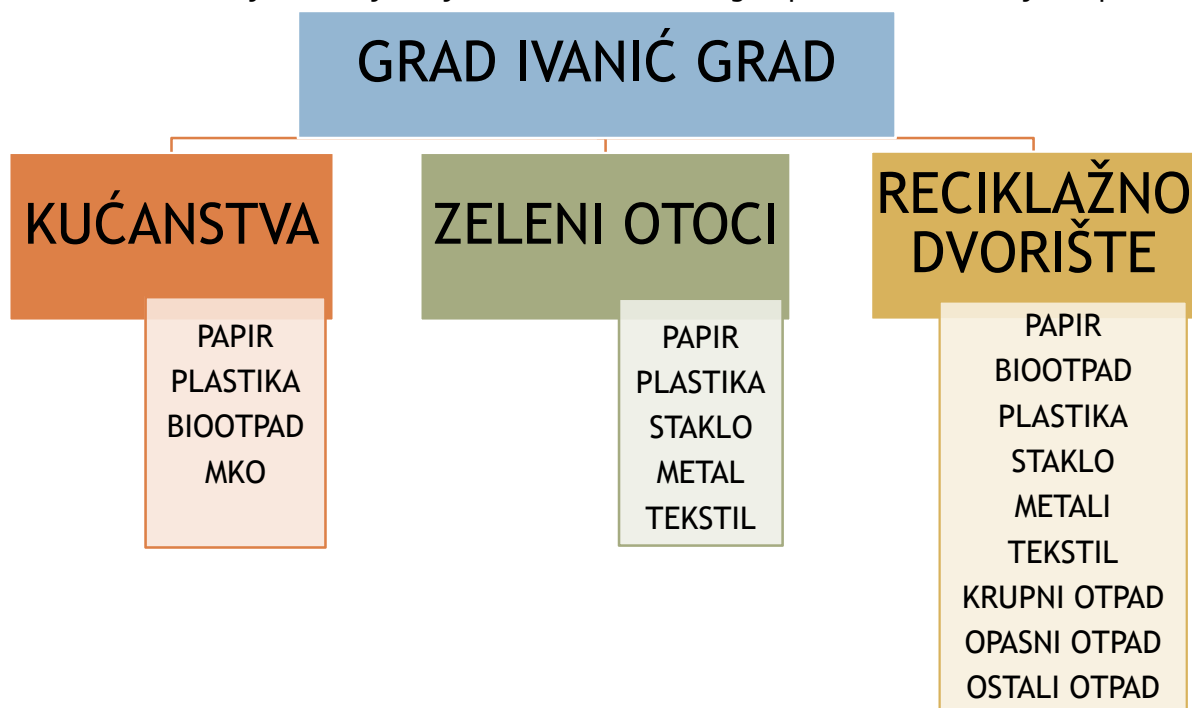 GRAD IVANIĆ GRAD
KUĆANSTVA
PAPIR
PLASTIKA
BIOOTPAD
MKO
ZELENI OTOCI
PAPIR
PLASTIKA
STAKLO
METAL
TEKSTIL
RECIKLAŽNO
DVORIŠTE
PAPIR
BIOOTPAD
PLASTIKA
STAKLO
METALI
TEKSTIL
KRUPNI OTPAD
OPASNI OTPAD
OSTALI OTPAD